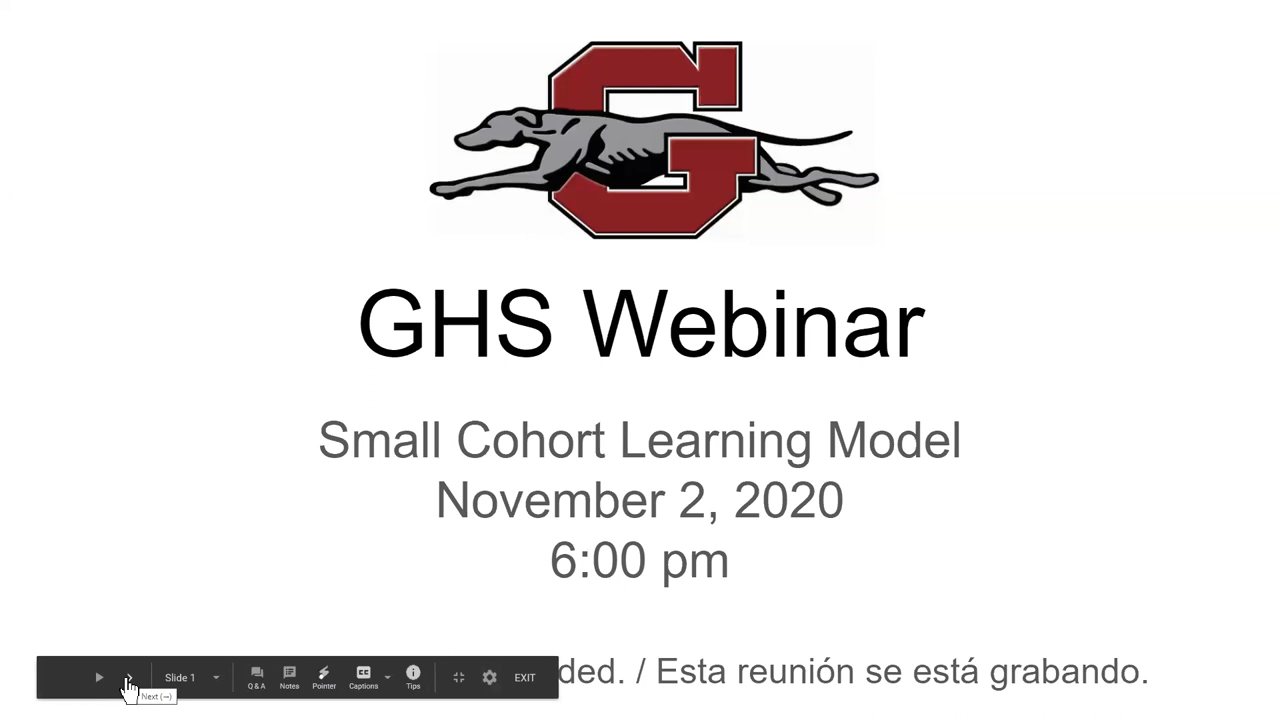 G
GHS Webinar
Small Cohort Learning Model
November 2, 2020
6:00 pm
ded. / Esta reunión se está grabando.
Slide 1
Q & A
Notes
Pointer
Captions
Tips
EXIT
Next (→)